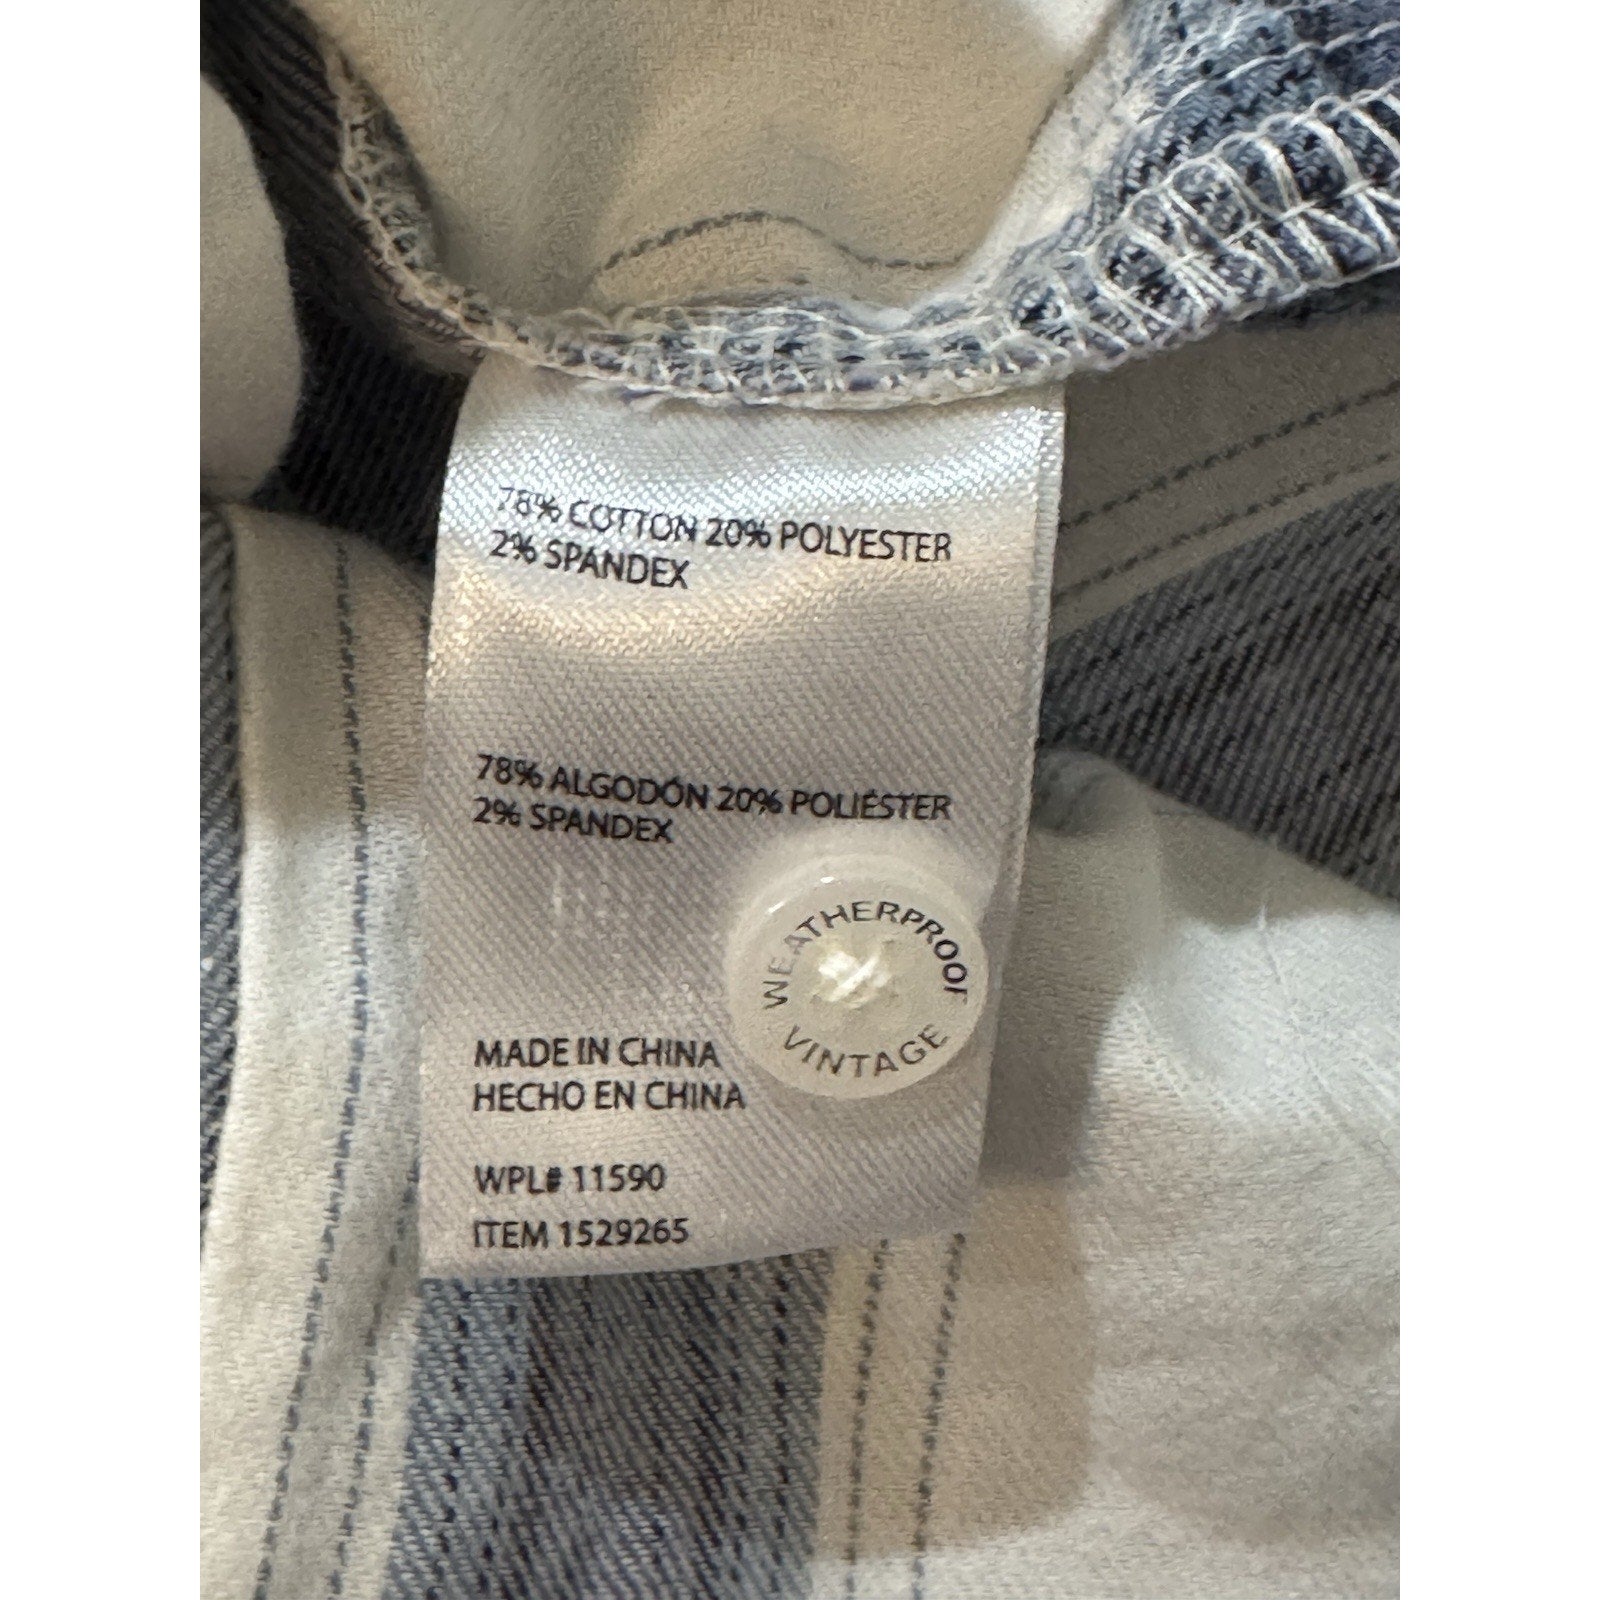 78% COTTON 20% POLYESTER
2% SPANDEX
78% ALGODÓN 20% POLIÉSTER
2% SPANDEX
WEATHERPROOF
VINTAGE
MADE IN CHINA
HECHO EN CHINA
WPL# 11590
ITEM 1529265